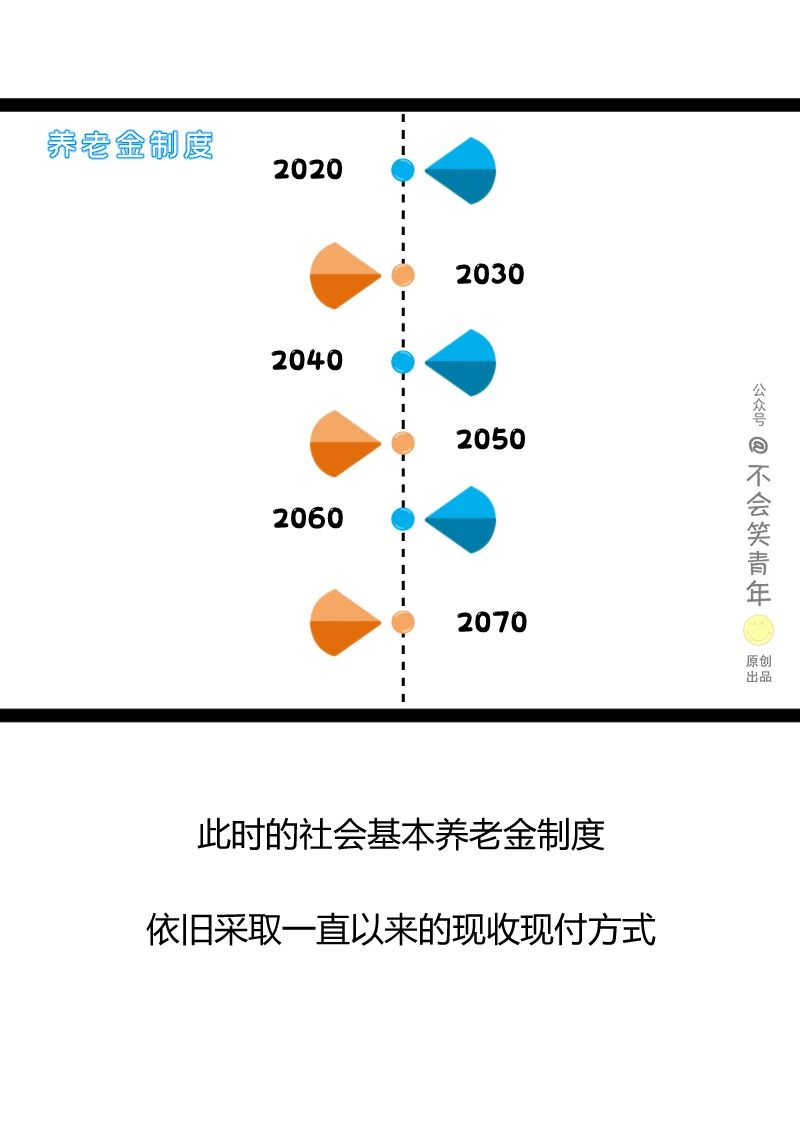 养老金制度
2020
2030
2040
2050
2060
2070
公众号
@不会笑青年
原创
出品
此时的社会基本养老金制度
依旧采取一直以来的现收现付方式